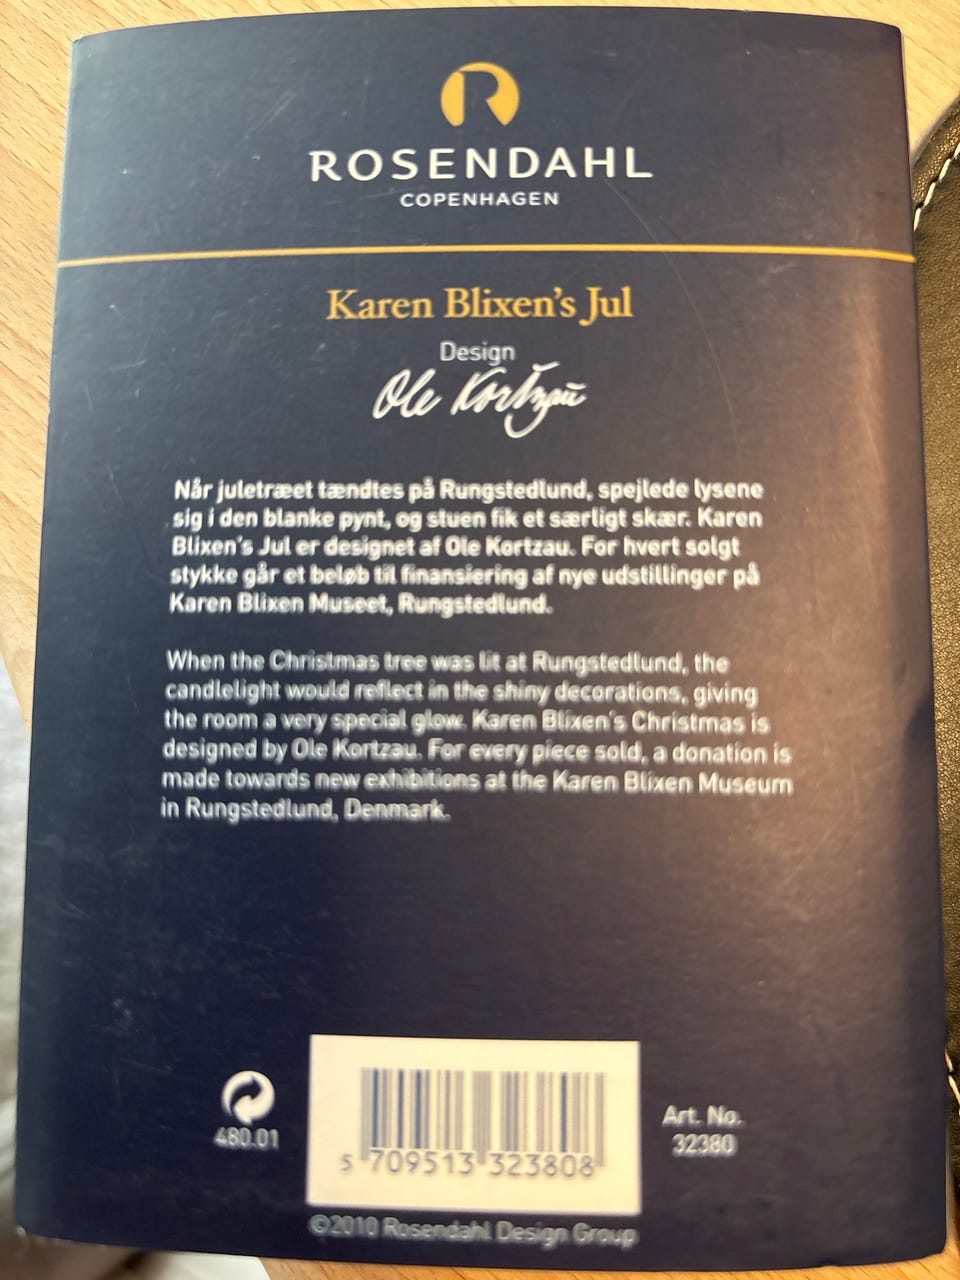 R
ROSENDAHL
COPENHAGEN
Karen Blixen's Jul
Design
Ole Kortzau
Når juletræet tændtes på Rungstedlund, spejlede lysene
sig i den blanke pynt, og stuen fik et særligt skær. Karen
Blixen's Jul er designet af Ole Kortzau. For hvert solgt
stykke går et beløb til finansiering af nye udstillinger på
Karen Blixen Museet, Rungstedlund.
When the Christmas tree was lit at Rungstedlund, the
candlelight would reflect in the shiny decorations, giving
the room a very special glow. Karen Blixen's Christmas is
designed by Ole Kortzau. For every piece sold, a donation is
made towards new exhibitions at the Karen Blixen Museum
in Rungstedlund, Denmark.
480.01
5 709513 323808
Art. No.
32380
©2010 Rosendahl Design Group